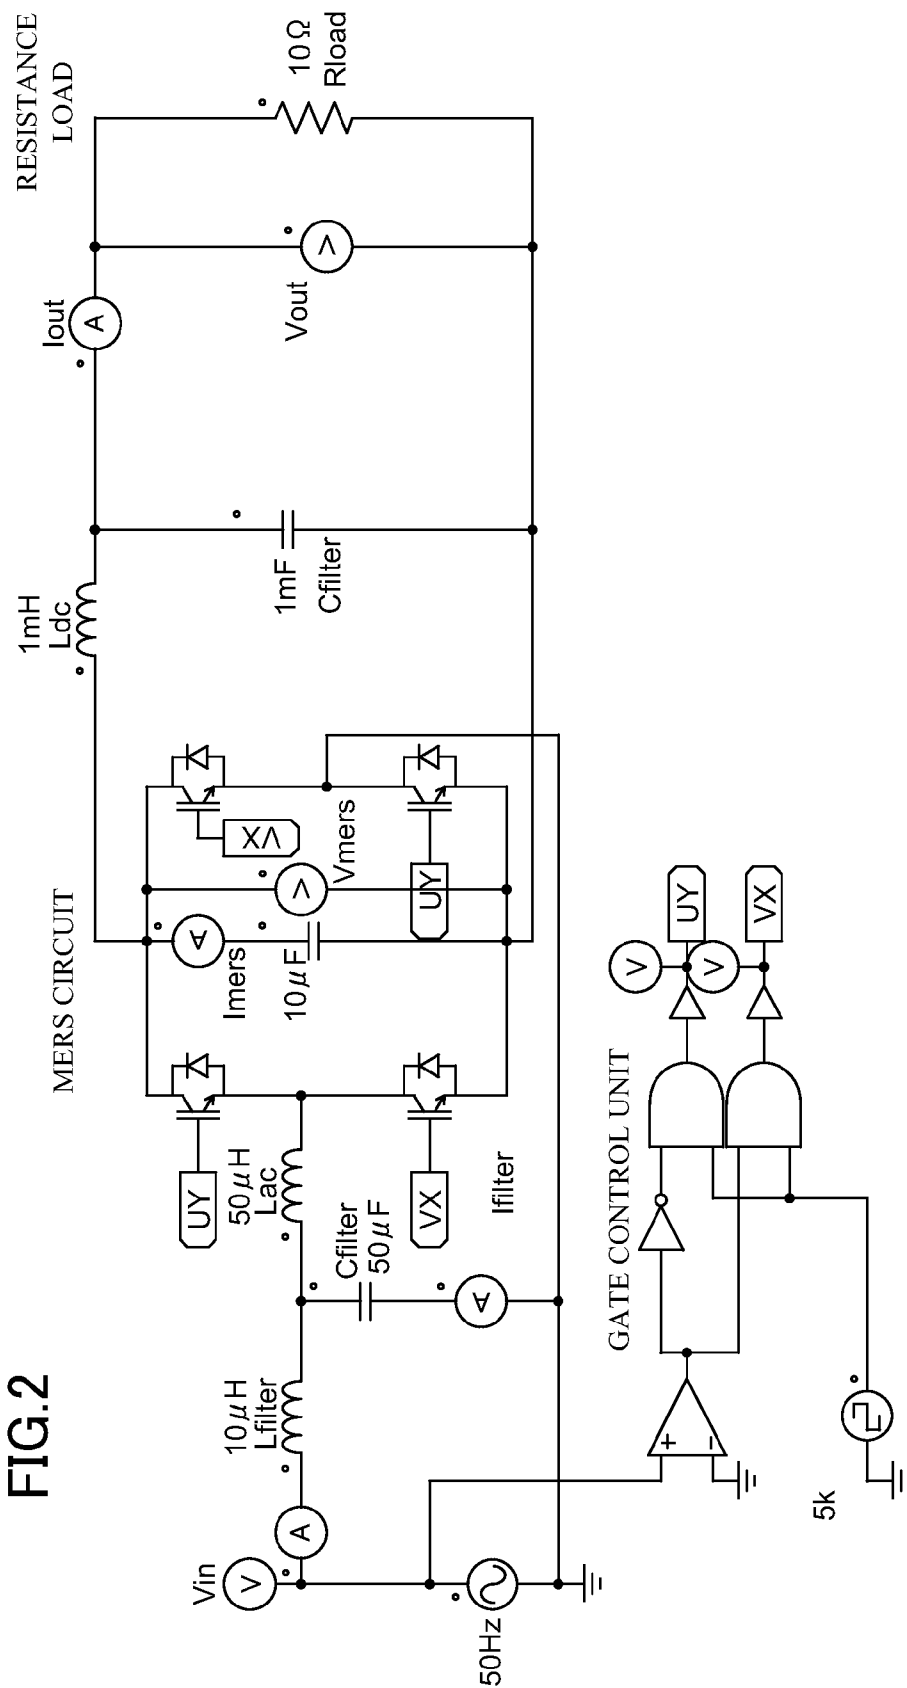 FIG.2
MERS CIRCUIT
RESISTANCE
LOAD
Vin
A
V
10μH
Lfilter
Cfilter
50μF
A
50μH
Lac
UY
VX
Ifilter
Imers
A
10μF
V
Vmers
VX
UY
1mH
Ldc
1mF
Cfilter
Iout
A
Vout
V
10Ω
Rload
50Hz
GATE CONTROL UNIT
+
−
5k
V
V
UY
VX